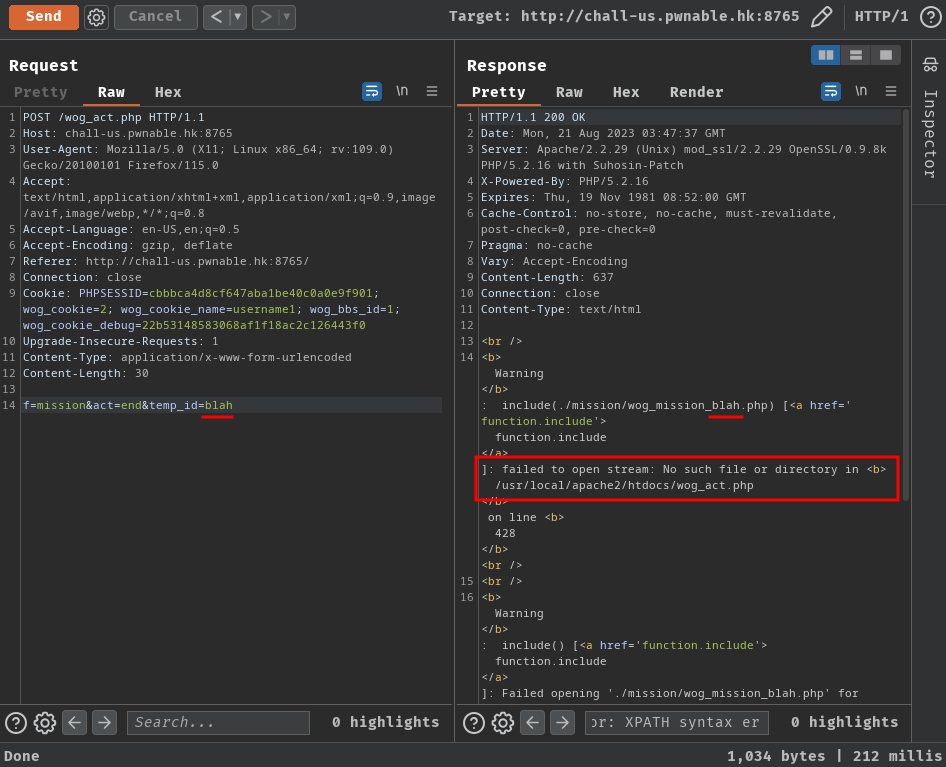 Send Cancel < > Target: http://chall-us.pwnable.hk:8765 HTTP/1 ?
Request
Pretty Raw Hex \n
1 POST /wog_act.php HTTP/1.1
2 Host: chall-us.pwnable.hk:8765
3 User-Agent: Mozilla/5.0 (X11; Linux x86_64; rv:109.0)
Gecko/20100101 Firefox/115.0
4 Accept:
text/html,application/xhtml+xml,application/xml;q=0.9,image
/avif,image/webp,*/*;q=0.8
5 Accept-Language: en-US,en;q=0.5
6 Accept-Encoding: gzip, deflate
7 Referer: http://chall-us.pwnable.hk:8765/
8 Connection: close
9 Cookie: PHPSESSID=cbbbca4d8cf647aba1be40c0a0e9f901;
wog_cookie=2; wog_cookie_name=username1; wog_bbs_id=1;
wog_cookie_debug=22b53148583068af1f18ac2c126443f0
10 Upgrade-Insecure-Requests: 1
11 Content-Type: application/x-www-form-urlencoded
12 Content-Length: 30
13
14 f=mission&act=end&temp_id=blah
? Search... 0 highlights
Response
Pretty Raw Hex Render \n
1 HTTP/1.1 200 OK
2 Date: Mon, 21 Aug 2023 03:47:37 GMT
3 Server: Apache/2.2.29 (Unix) mod_ssl/2.2.29 OpenSSL/0.9.8k
PHP/5.2.16 with Suhosin-Patch
4 X-Powered-By: PHP/5.2.16
5 Expires: Thu, 19 Nov 1981 08:52:00 GMT
6 Cache-Control: no-store, no-cache, must-revalidate,
post-check=0, pre-check=0
7 Pragma: no-cache
8 Vary: Accept-Encoding
9 Content-Length: 637
10 Connection: close
11 Content-Type: text/html
12
13 <br />
14 <b>
Warning
</b>
: include(./mission/wog_mission_blah.php) [<a href='
function.include'>
function.include
</a>
]: failed to open stream: No such file or directory in <b>
/usr/local/apache2/htdocs/wog_act.php
</b>
on line <b>
428
</b>
<br />
15 <br />
16 <b>
Warning
</b>
: include() [<a href='function.include'>
function.include
</a>
]: Failed opening './mission/wog_mission_blah.php' for
? or: XPATH syntax er 0 highlights
Inspector
Done 1,034 bytes | 212 millis